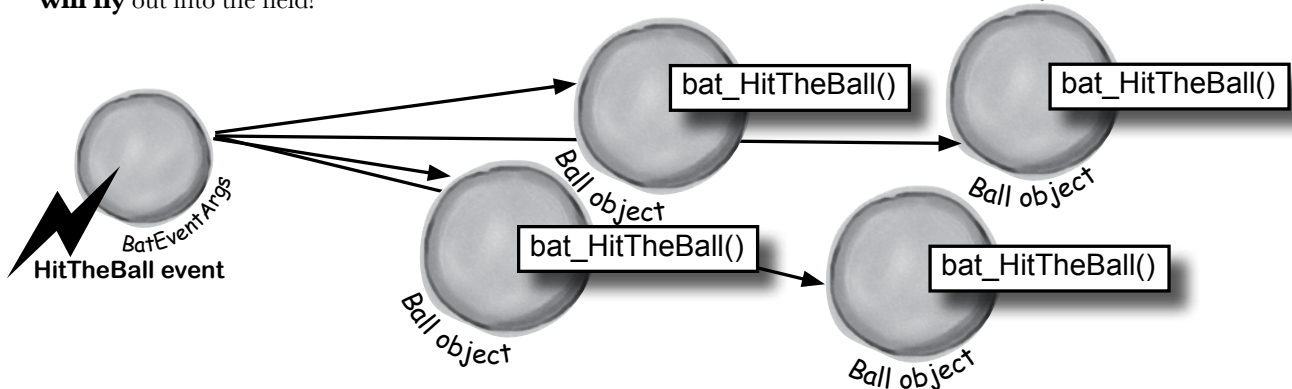 will fly out into the field!
bat_HitTheBall()
bat_HitTheBall()
Ball object
Ball object
BatEventArgs
HitTheBall event
bat_HitTheBall()
bat_HitTheBall()
Ball object
Ball object